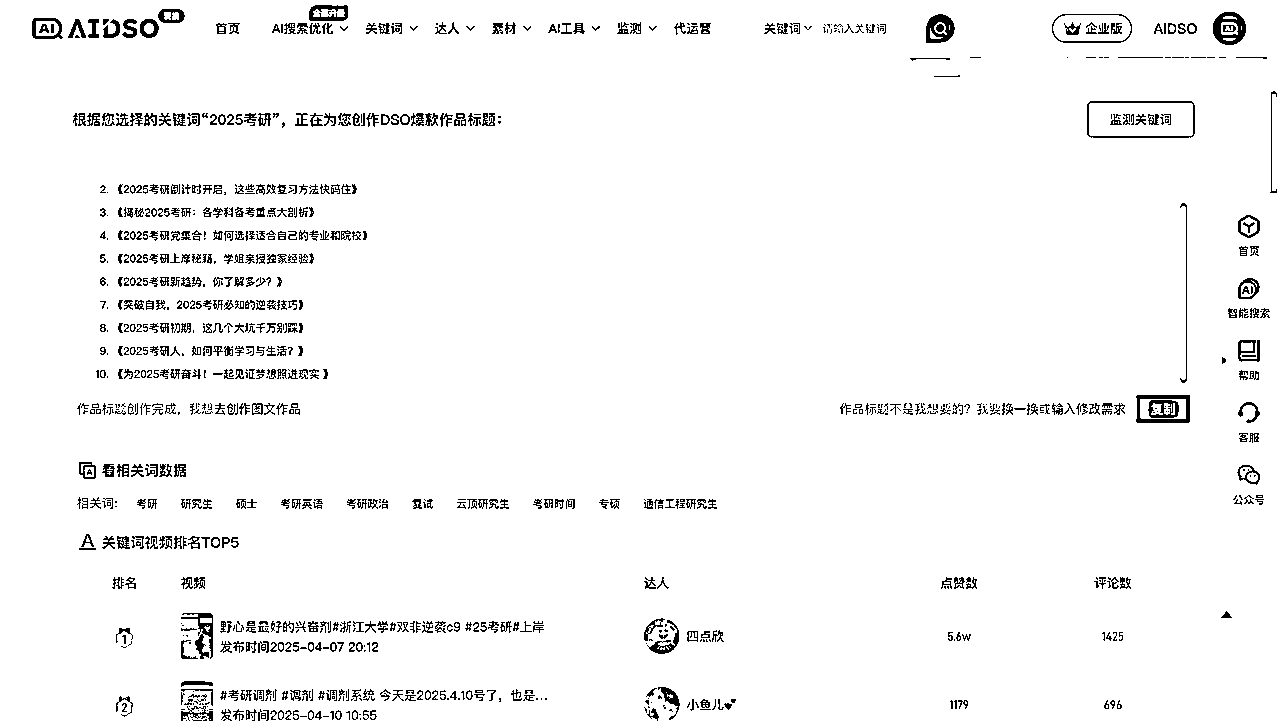 AIDSO 首页 AI搜索优化 关键词 达人 素材 AI工具 监测 代运营 关键词 请输入关键词 企业版 AIDSO
根据您选择的关键词“2025考研”，正在为您创作DSO爆款作品标题：
监测关键词
2. 《2025考研倒计时开启，这些高效复习方法快码住》
3. 《揭秘2025考研：各学科备考重点大剖析》
4. 《2025考研党集合！如何选择适合自己的专业和院校》
5. 《2025考研上岸秘籍，学姐亲授独家经验》
6. 《2025考研新趋势，你了解多少？》
7. 《突破自我，2025考研必知的逆袭技巧》
8. 《2025考研初期，这几个大坑千万别踩》
9. 《2025考研人，如何平衡学习与生活？》
10. 《为2025考研奋斗！一起见证梦想照进现实 》
作品标题创作完成，我想去创作图文作品
作品标题不是我想要的？我要换一换或输入修改需求 复制
首页
智能搜索
帮助
客服
公众号
看相关词数据
相关词: 考研 研究生 硕士 考研英语 考研政治 复试 云顶研究生 考研时间 专硕 通信工程研究生
关键词视频排名TOP5
排名 视频 达人 点赞数 评论数
1 野心是最好的兴奋剂#浙江大学#双非逆袭c9 #25考研#上岸
发布时间2025-04-07 20:12
四点欣 5.6w 1425
2 #考研调剂 #调剂 #调剂系统 今天是2025.4.10号了，也是...
发布时间2025-04-10 10:55
小鱼儿 1179 696